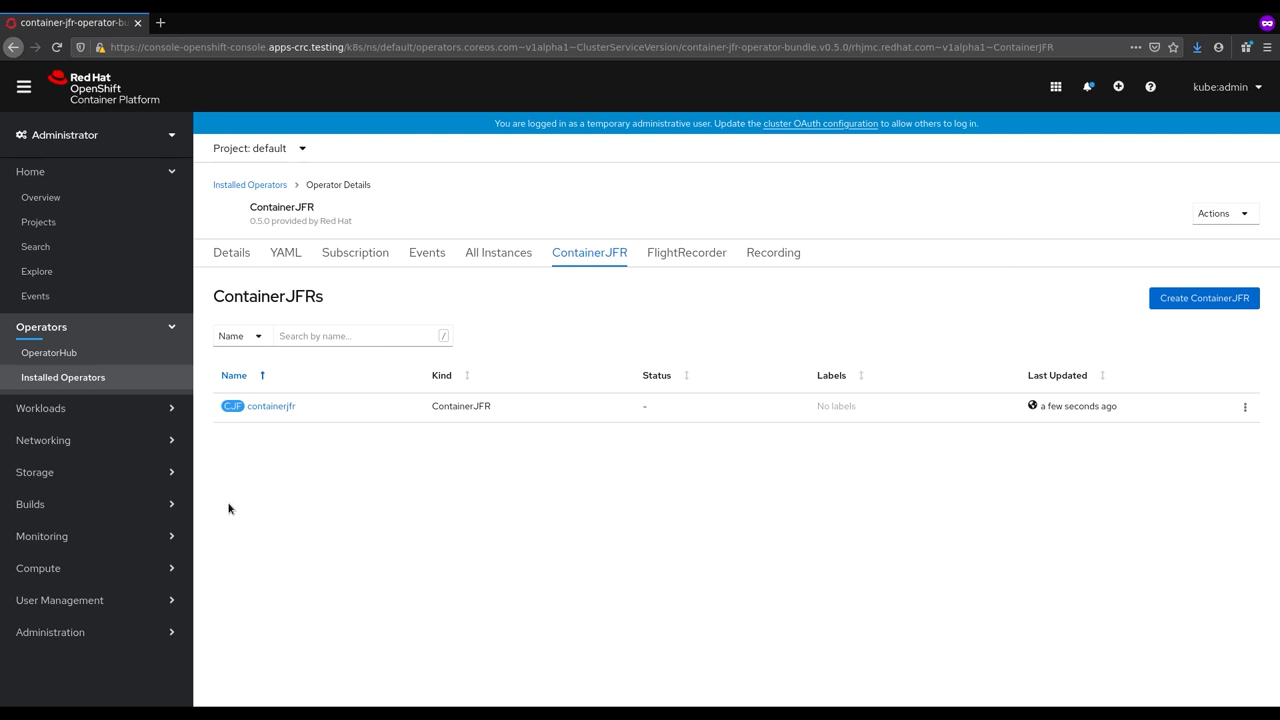 container-jfr-operator-bu
https://console-openshift-console.apps-crc.testing/k8s/ns/default/operators.coreos.com~v1alpha1~ClusterServiceVersion/container-jfr-operator-bundle.v0.5.0/rhjmc.redhat.com~v1alpha1~ContainerJFR
Red Hat
OpenShift
Container Platform
kube:admin
Administrator
You are logged in as a temporary administrative user. Update the cluster OAuth configuration to allow others to log in.
Project: default
Home
Overview
Projects
Search
Explore
Events
Operators
OperatorHub
Installed Operators
Workloads
Networking
Storage
Builds
Monitoring
Compute
User Management
Administration
Installed Operators > Operator Details
ContainerJFR
0.5.0 provided by Red Hat
Actions
Details YAML Subscription Events All Instances ContainerJFR FlightRecorder Recording
ContainerJFRs
Create ContainerJFR
Name Search by name... /
Name Kind Status Labels Last Updated
CJF containerjfr ContainerJFR - No labels a few seconds ago